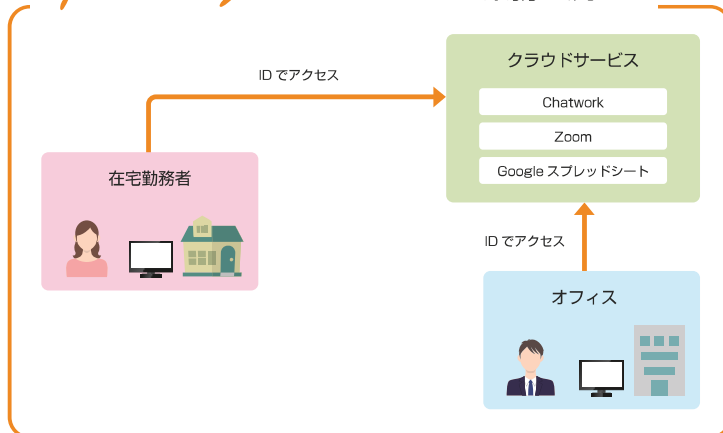 IDでアクセス
クラウドサービス
Chatwork
Zoom
Googleスプレッドシート
在宅勤務者
IDでアクセス
オフィス